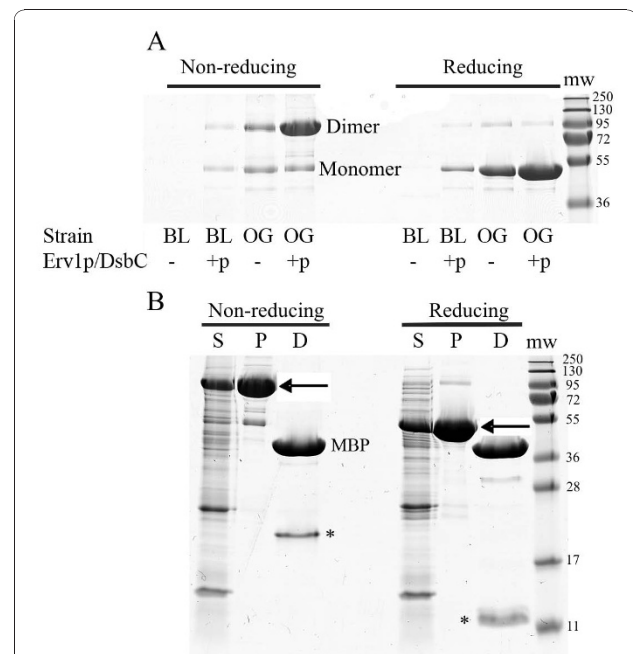 A
Non-reducing
Reducing
mw
250
130
95
72
55
36
Dimer
Monomer
Strain BL BL OG OG BL BL OG OG
Erv1p/DsbC - +p - +p - +p - +p
B
Non-reducing
Reducing
S P D S P D mw
250
130
95
72
55
36
28
17
11
MBP
*
*